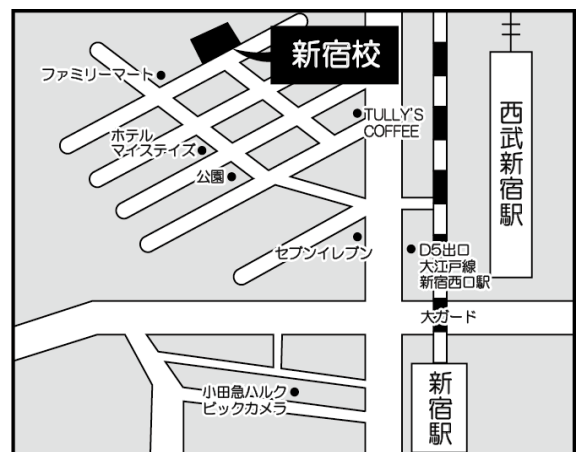 新宿校
ファミリーマート
TULLY'S
COFFEE
ホテル
マイステイズ
公園
西武新宿駅
セブンイレブン
D5出口
大江戸線
新宿西口駅
大ガード
小田急ハルク
ビックカメラ
新宿駅